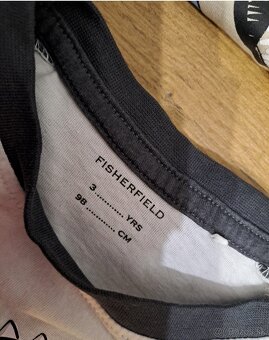 FISHERFIELD
3 ............ YRS
98 ............ CM